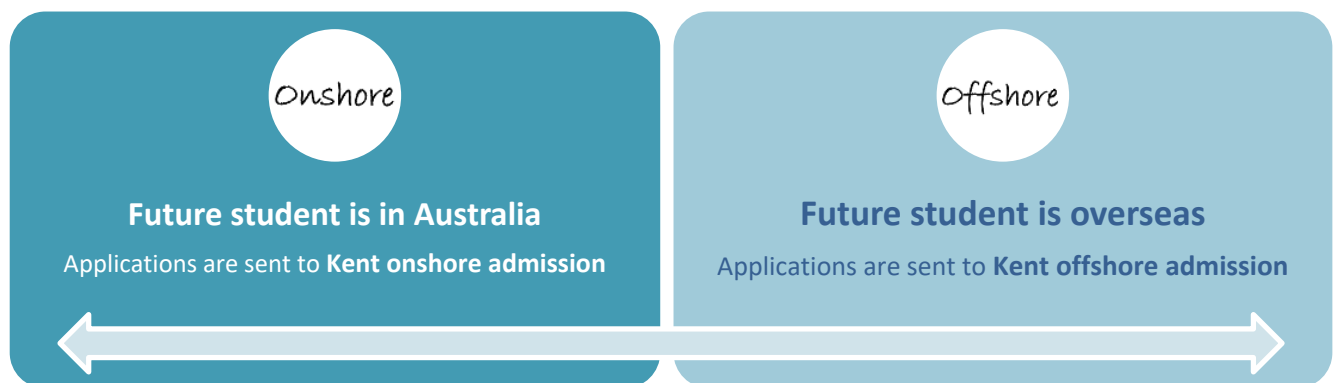 Onshore
Future student is in Australia
Applications are sent to Kent onshore admission
Offshore
Future student is overseas
Applications are sent to Kent offshore admission